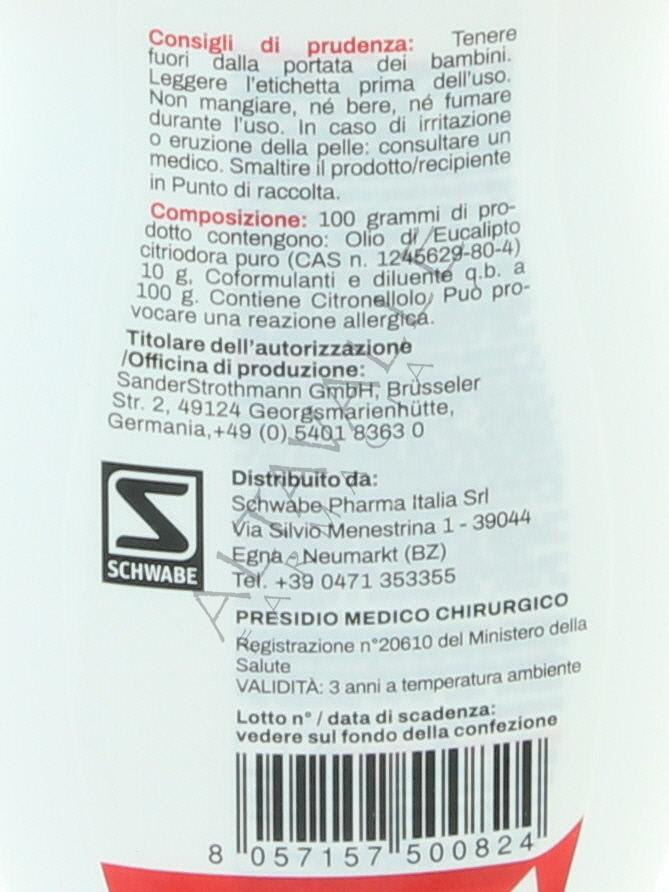 Consigli di prudenza: Tenere
fuori dalla portata dei bambini.
Leggere l'etichetta prima dell'uso.
Non mangiare, né bere, né fumare
durante l'uso. In caso di irritazione
o eruzione della pelle: consultare un
medico. Smaltire il prodotto/recipiente
in Punto di raccolta.
Composizione: 100 grammi di pro-
dotto contengono: Olio di Eucalipto
citriodora puro (CAS n. 1245629-80-4)
10 g, Coformulanti e diluente q.b. a
100 g. Contiene Citronellolo, Può pro-
vocare una reazione allergica.
Titolare dell'autorizzazione
/Officina di produzione:
SanderStrothmann GmbH, Brüsseler
Str. 2, 49124 Georgsmarienhütte,
Germania,+49 (0) 5401 8363 0
SCHWABE
Distribuito da:
Schwabe Pharma Italia Srl
Via Silvio Menestrina 1 - 39044
Egna - Neumarkt (BZ)
Tel. +39 0471 353355
PRESIDIO MEDICO CHIRURGICO
Registrazione n°20610 del Ministero della
Salute
VALIDITÀ: 3 anni a temperatura ambiente
Lotto n° / data di scadenza:
vedere sul fondo della confezione
8 057157 500824